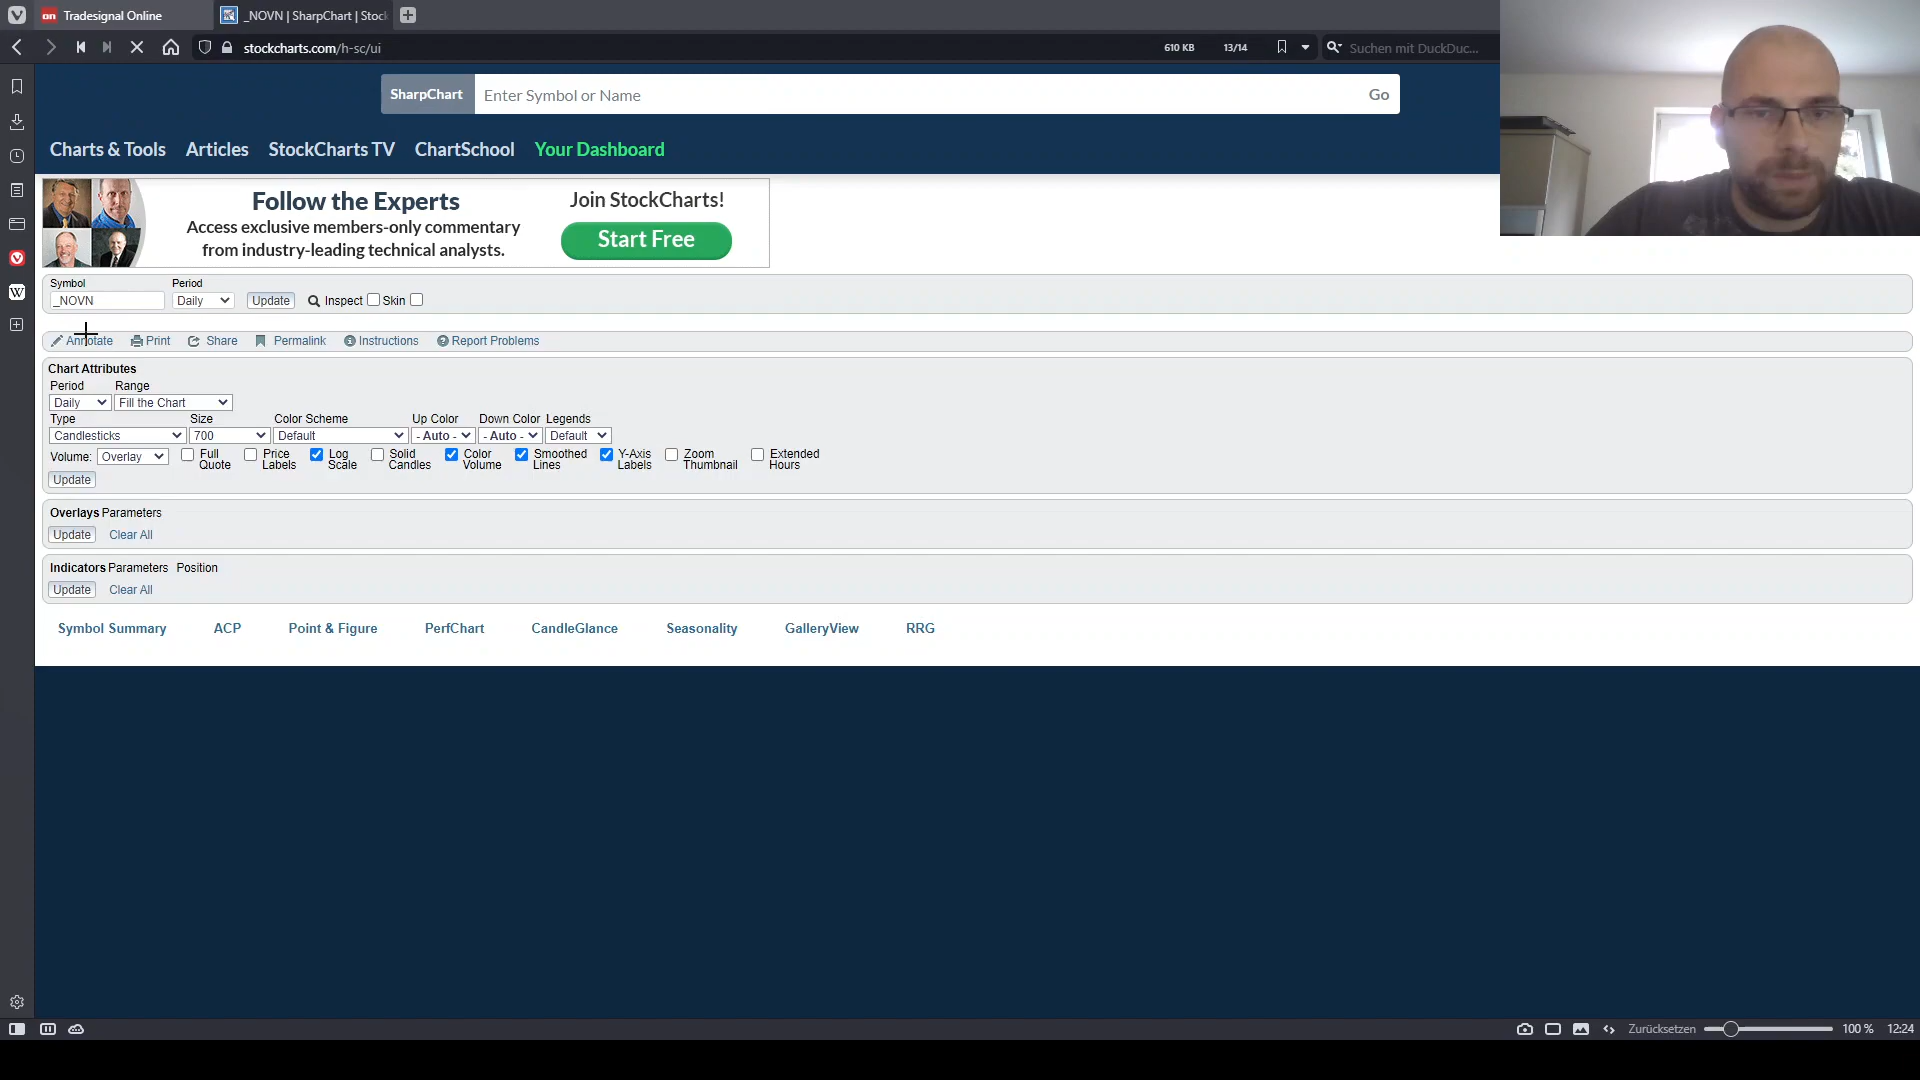 on Tradesignal Online
_NOVN | SharpChart | Stock
stockcharts.com/h-sc/ui
610 KB
13/14
Suchen mit DuckDuc...
SharpChart
Enter Symbol or Name
Go
Charts & Tools
Articles
StockCharts TV
ChartSchool
Your Dashboard
Follow the Experts
Access exclusive members-only commentary
from industry-leading technical analysts.
Join StockCharts!
Start Free
Symbol
Period
_NOVN
Daily
Update
Inspect
Skin
Annotate
Print
Share
Permalink
Instructions
Report Problems
Chart Attributes
Period
Range
Daily
Fill the Chart
Type
Size
Color Scheme
Up Color
Down Color
Legends
Candlesticks
700
Default
- Auto -
- Auto -
Default
Volume:
Overlay
Full
Quote
Price
Labels
Log
Scale
Solid
Candles
Color
Volume
Smoothed
Lines
Y-Axis
Labels
Zoom
Thumbnail
Extended
Hours
Update
Overlays Parameters
Update
Clear All
Indicators Parameters Position
Update
Clear All
Symbol Summary
ACP
Point & Figure
PerfChart
CandleGlance
Seasonality
GalleryView
RRG
W
Zurücksetzen
100 %
12:24